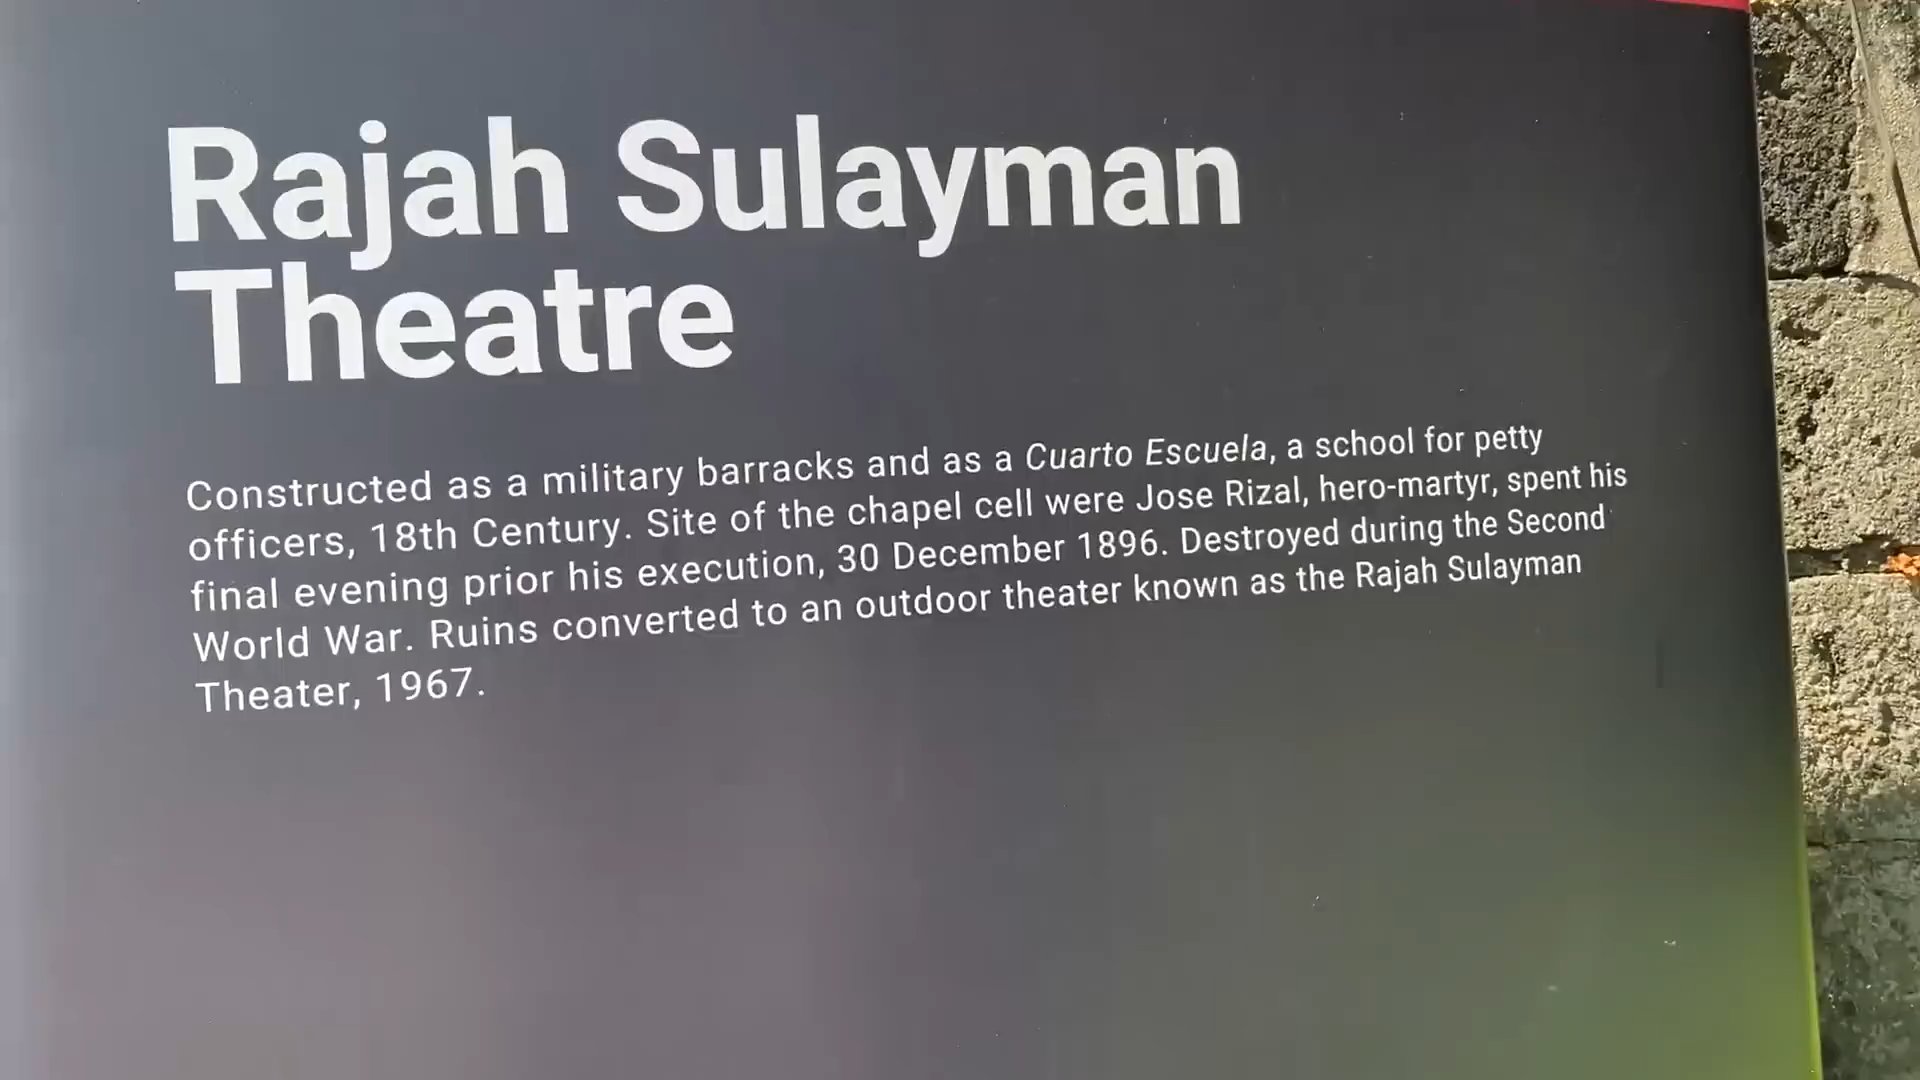 Rajah Sulayman
Theatre
Constructed as a military barracks and as a Cuarto Escuela, a school for petty
officers, 18th Century. Site of the chapel cell were Jose Rizal, hero-martyr, spent his
final evening prior his execution, 30 December 1896. Destroyed during the Second
World War. Ruins converted to an outdoor theater known as the Rajah Sulayman
Theater, 1967.